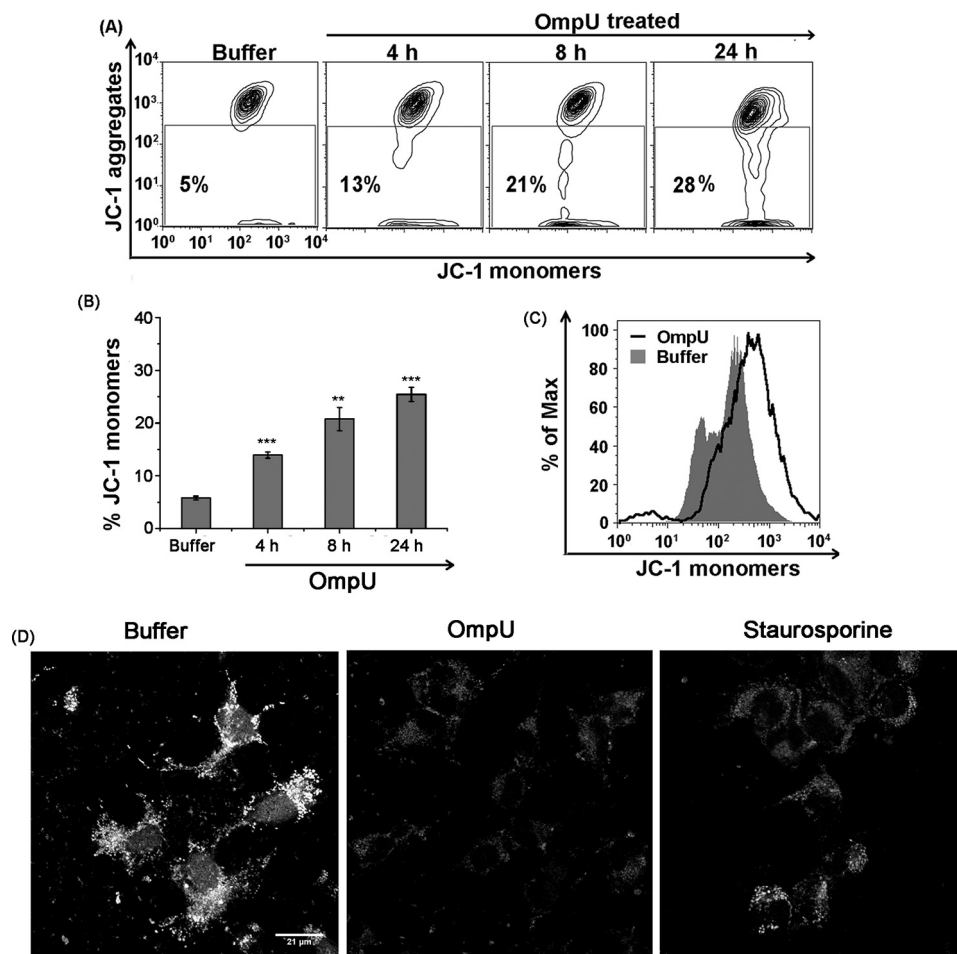 (A)
OmpU treated
Buffer 4 h 8 h 24 h
JC-1 aggregates
10⁴
10³
10²
10¹
10⁰
5% 13% 21% 28%
10⁰ 10¹ 10² 10³ 10⁴
JC-1 monomers
(B)
% JC-1 monomers
40
30
20
10
0
***
**
***
Buffer 4 h 8 h 24 h
OmpU
(C)
% of Max
100
80
60
40
20
0
OmpU
Buffer
10⁰ 10¹ 10² 10³ 10⁴
JC-1 monomers
(D)
Buffer OmpU Staurosporine
21 µm